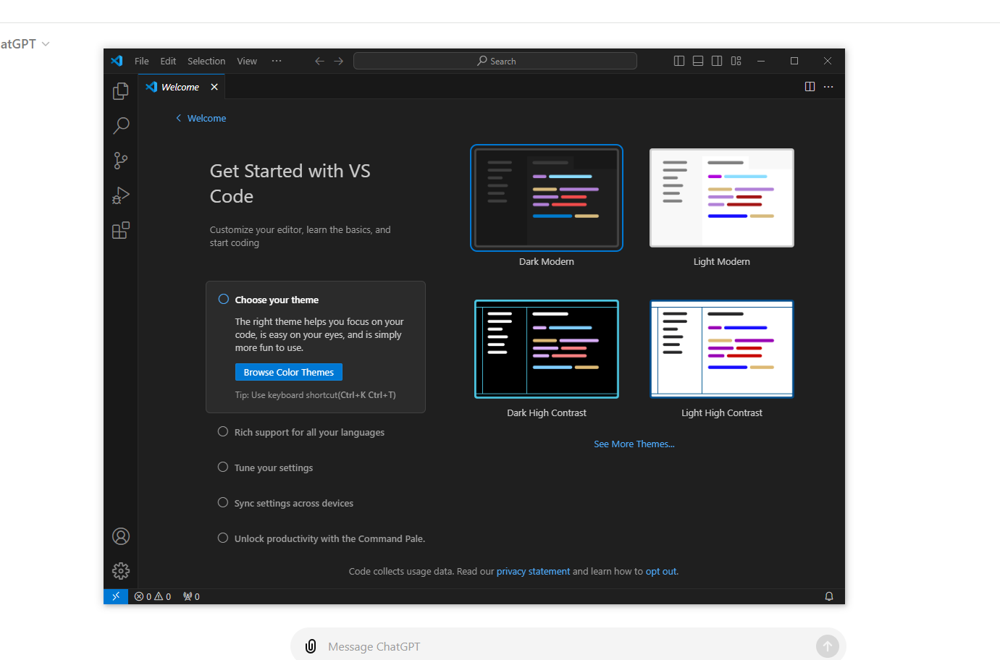 atGPT
File Edit Selection View ··· Search
Welcome
Welcome
Get Started with VS
Code
Customize your editor, learn the basics, and
start coding
Choose your theme
The right theme helps you focus on your
code, is easy on your eyes, and is simply
more fun to use.
Browse Color Themes
Tip: Use keyboard shortcut(Ctrl+K Ctrl+T)
Rich support for all your languages
Tune your settings
Sync settings across devices
Unlock productivity with the Command Pale.
Dark Modern
Light Modern
Dark High Contrast
Light High Contrast
See More Themes...
Code collects usage data. Read our privacy statement and learn how to opt out.
0 0 0
Message ChatGPT